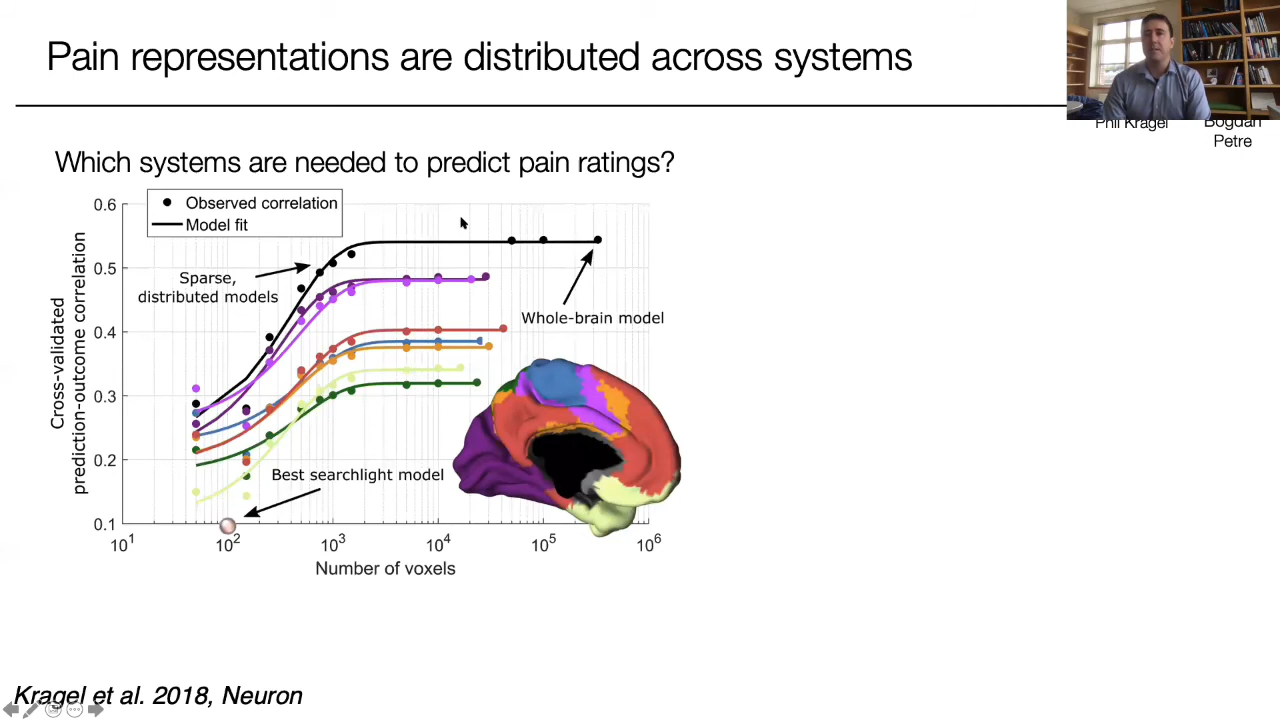 Pain representations are distributed across systems
Phil Kragel
Bogdan
Petre
Which systems are needed to predict pain ratings?
Observed correlation
Model fit
Sparse,
distributed models
Whole-brain model
Best searchlight model
Cross-validated
prediction-outcome correlation
0.6
0.5
0.4
0.3
0.2
0.1
10¹
10²
10³
10⁴
10⁵
10⁶
Number of voxels
Kragel et al. 2018, Neuron